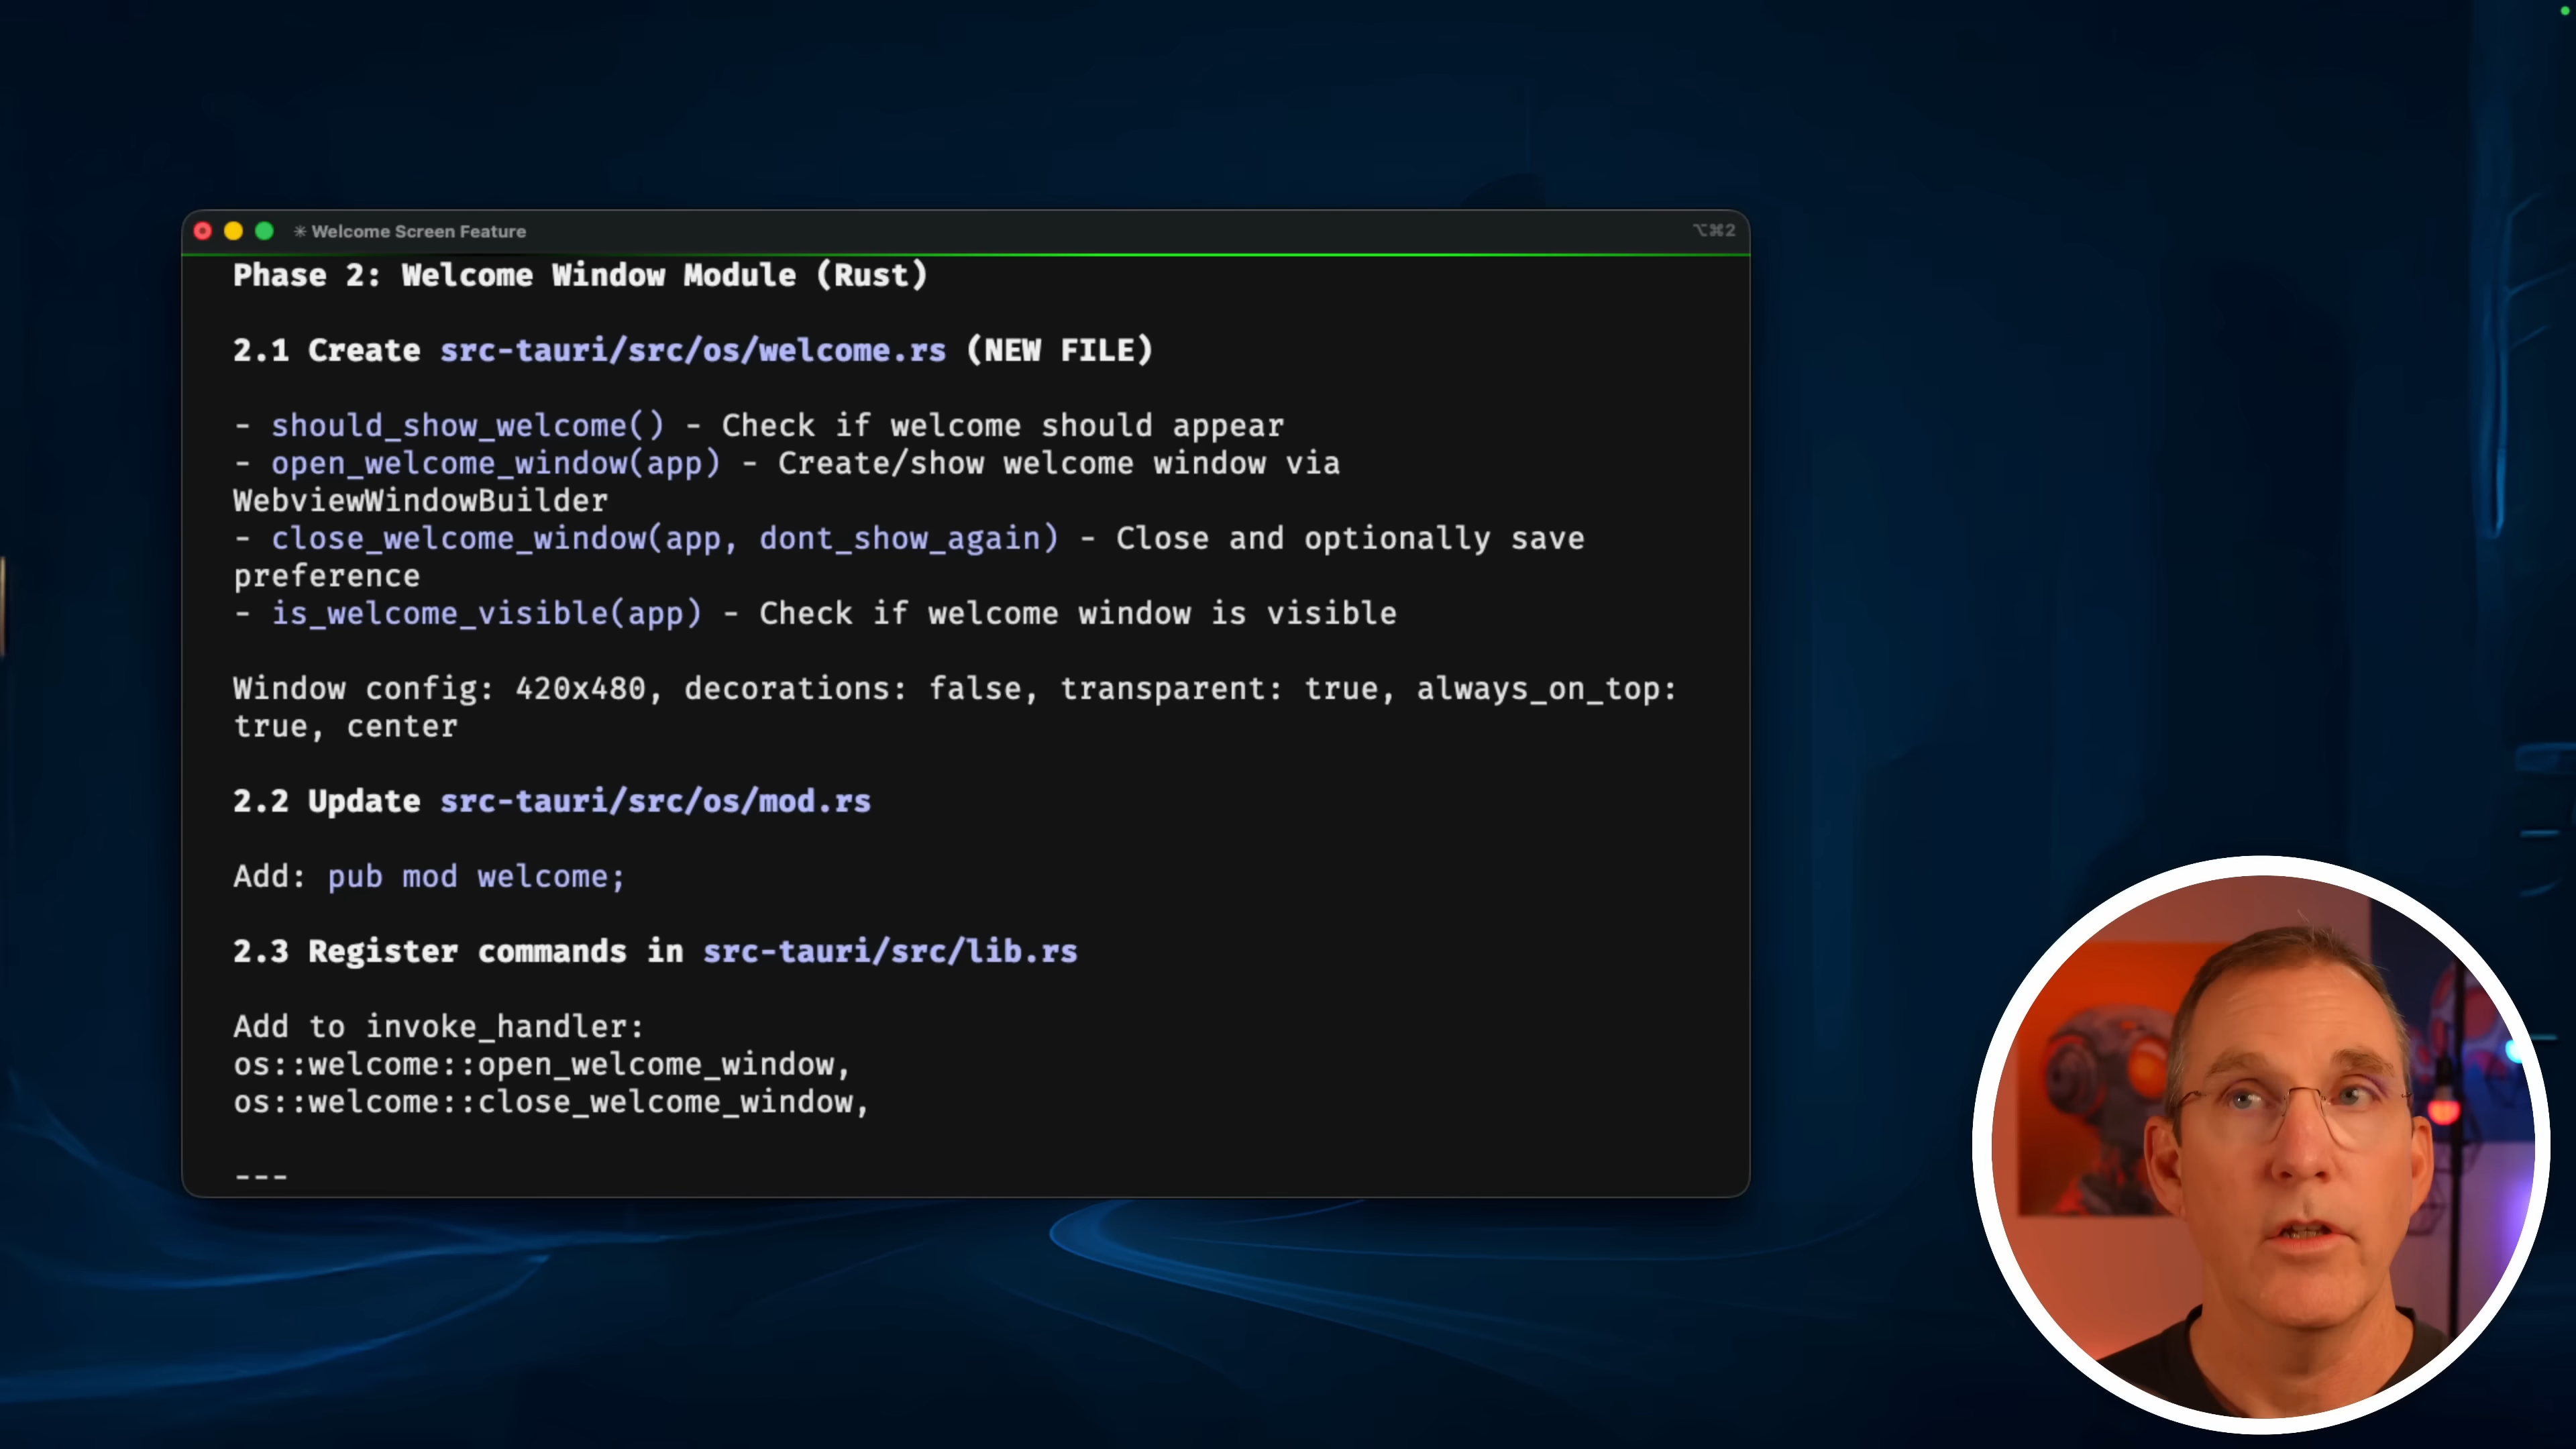 ✳ Welcome Screen Feature
⌥⌘2
Phase 2: Welcome Window Module (Rust)
2.1 Create src-tauri/src/os/welcome.rs (NEW FILE)
- should_show_welcome() - Check if welcome should appear
- open_welcome_window(app) - Create/show welcome window via
WebviewWindowBuilder
- close_welcome_window(app, dont_show_again) - Close and optionally save
preference
- is_welcome_visible(app) - Check if welcome window is visible
Window config: 420x480, decorations: false, transparent: true, always_on_top:
true, center
2.2 Update src-tauri/src/os/mod.rs
Add: pub mod welcome;
2.3 Register commands in src-tauri/src/lib.rs
Add to invoke_handler:
os::welcome::open_welcome_window,
os::welcome::close_welcome_window,
---